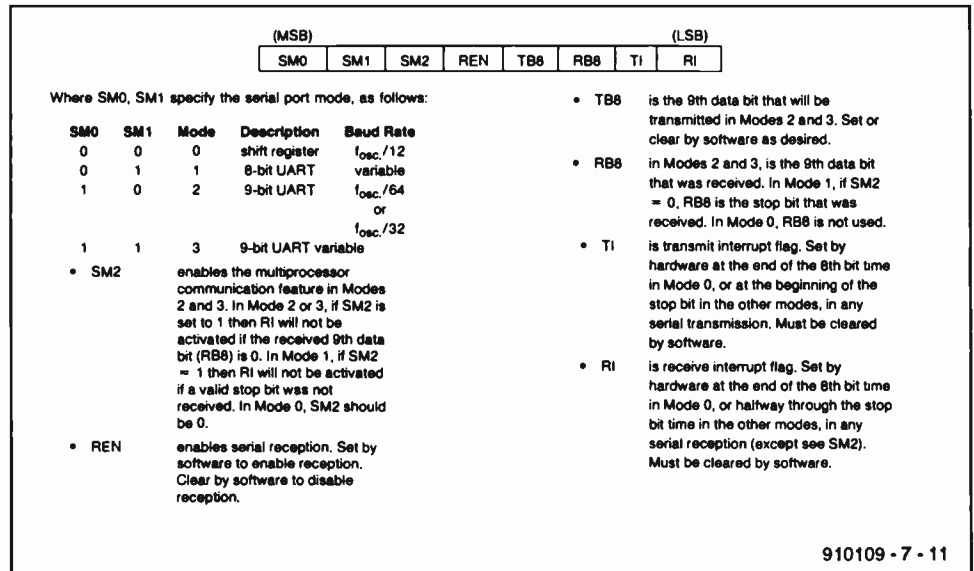 (MSB) (LSB)
SM0 SM1 SM2 REN TB8 RB8 TI RI
Where SM0, SM1 specify the serial port mode, as follows:
SM0 SM1 Mode Description Baud Rate
0 0 0 shift register fosc./12
0 1 1 8-bit UART variable
1 0 2 9-bit UART fosc./64
or
fosc./32
1 1 3 9-bit UART variable
• SM2 enables the multiprocessor
communication feature in Modes
2 and 3. In Mode 2 or 3, if SM2 is
set to 1 then RI will not be
activated if the received 9th data
bit (RB8) is 0. In Mode 1, if SM2
= 1 then RI will not be activated
if a valid stop bit was not
received. In Mode 0, SM2 should
be 0.
• REN enables serial reception. Set by
software to enable reception.
Clear by software to disable
reception.
• TB8 is the 9th data bit that will be
transmitted in Modes 2 and 3. Set or
clear by software as desired.
• RB8 in Modes 2 and 3, is the 9th data bit
that was received. In Mode 1, if SM2
= 0, RB8 is the stop bit that was
received. In Mode 0, RB8 is not used.
• TI is transmit interrupt flag. Set by
hardware at the end of the 8th bit time
in Mode 0, or at the beginning of the
stop bit in the other modes, in any
serial transmission. Must be cleared
by software.
• RI is receive interrupt flag. Set by
hardware at the end of the 8th bit time
in Mode 0, or halfway through the stop
bit time in the other modes, in any
serial reception (except see SM2).
Must be cleared by software.
910109 - 7 - 11